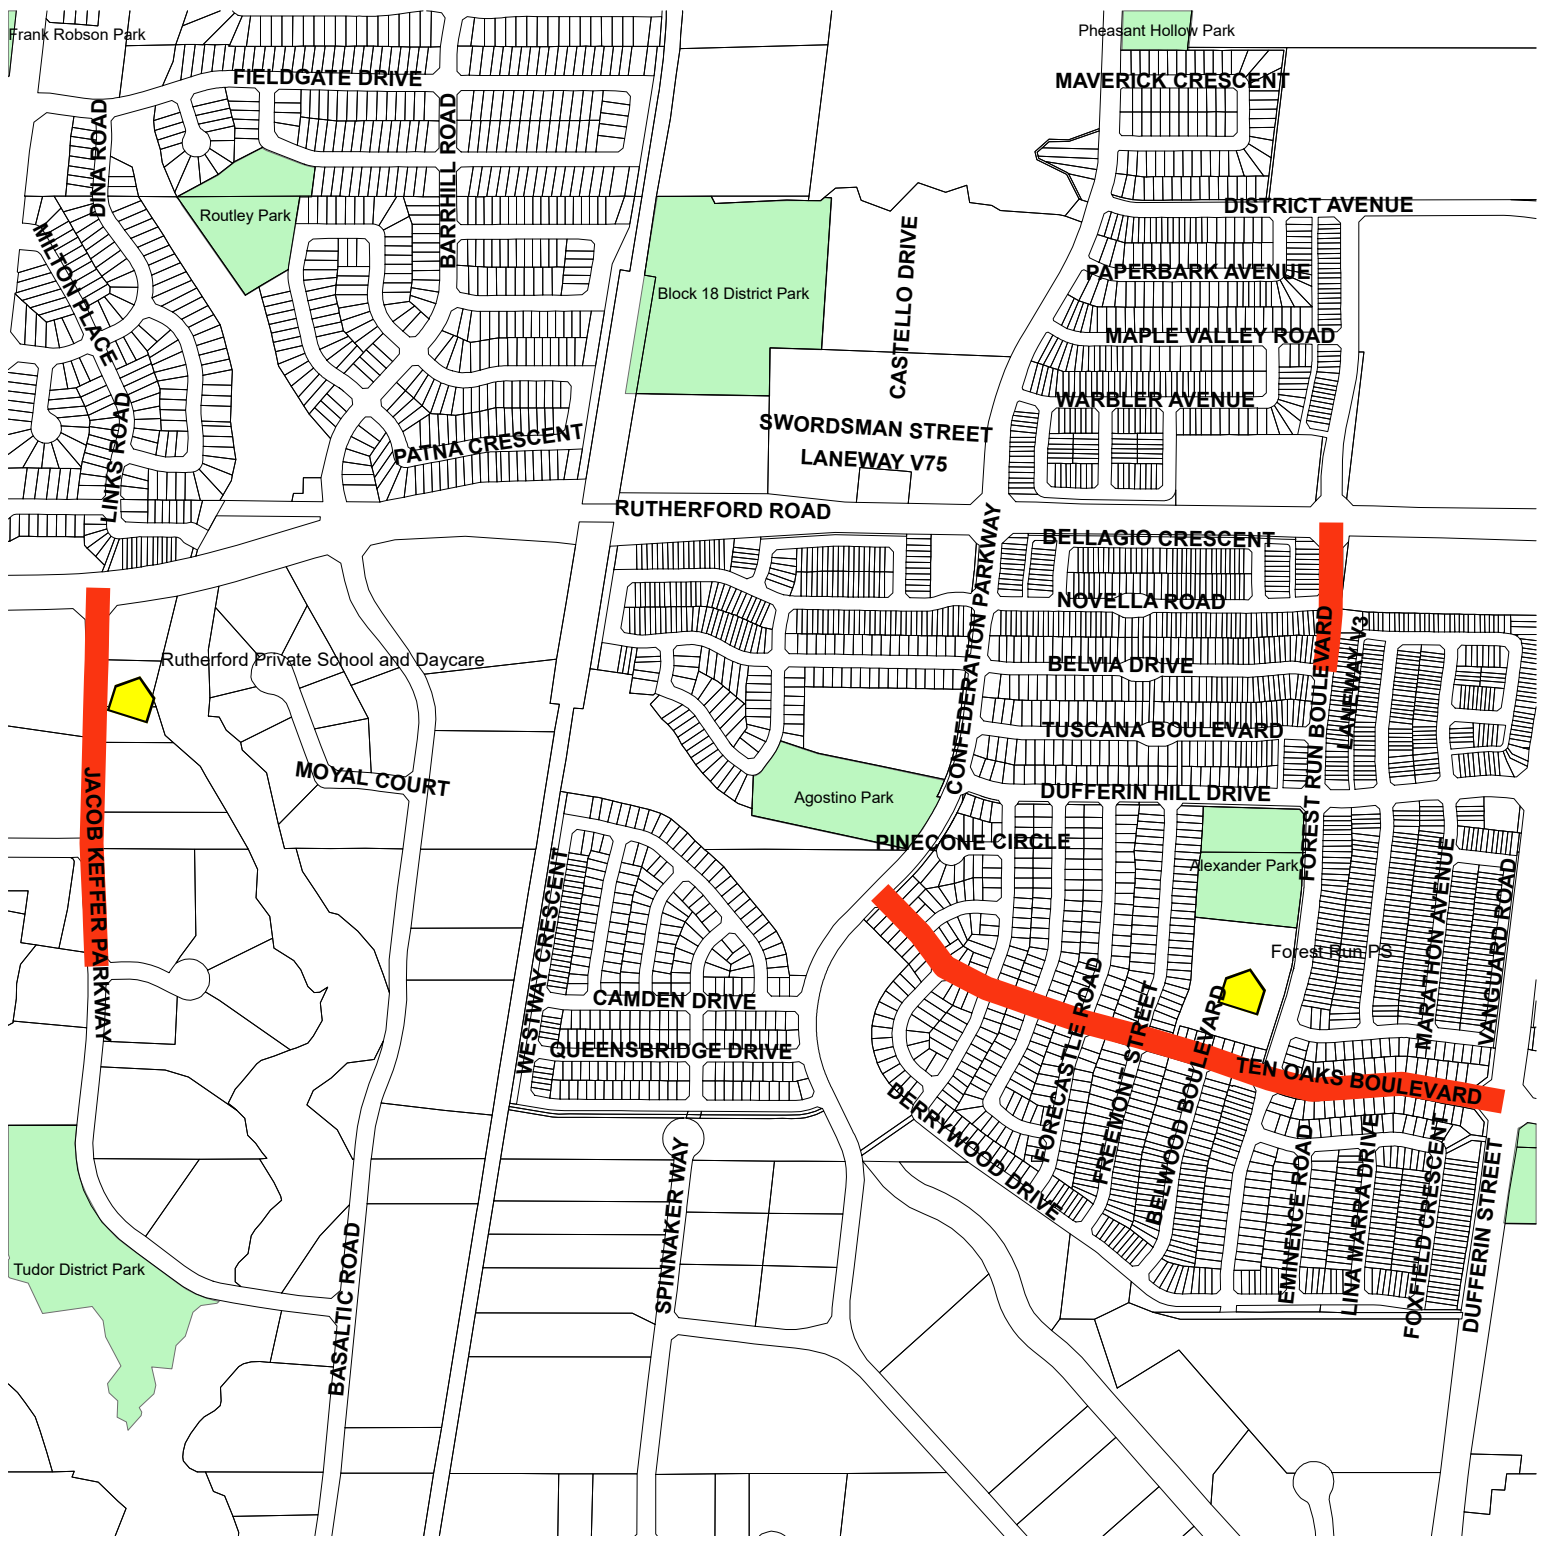 Frank Robson Park
Pheasant Hollow Park
FIELDGATE DRIVE
MAVERICK CRESCENT
DINA ROAD
BARRHILL ROAD
Routley Park
DISTRICT AVENUE
MILTON PLACE
CASTELLO DRIVE
PAPERBARK AVENUE
Block 18 District Park
MAPLE VALLEY ROAD
WARBLER AVENUE
LINKS ROAD
PATNA CRESCENT
SWORDSMAN STREET
LANEWAY V75
RUTHERFORD ROAD
BELLAGIO CRESCENT
CONFEDERATION PARKWAY
NOVELLA ROAD
Rutherford Private School and Daycare
BELVIA DRIVE
FOREST RUN BOULEVARD
LANEWAY V3
TUSCANA BOULEVARD
MOYAL COURT
JACOB KEFFER PARKWAY
Agostino Park
DUFFERIN HILL DRIVE
PINECONE CIRCLE
Alexander Park
WESTWAY CRESCENT
MARATHON AVENUE
VANGUARD ROAD
Forest Run PS
CAMDEN DRIVE
QUEENSBRIDGE DRIVE
FORECASTLE ROAD
FREEMONT STREET
BELWOOD BOULEVARD
TEN OAKS BOULEVARD
DERRYWOOD DRIVE
EMINENCE ROAD
LINA MARRA DRIVE
FOXFIELD CRESCENT
DUFFERIN STREET
SPINNAKER WAY
Tudor District Park
BASALTIC ROAD